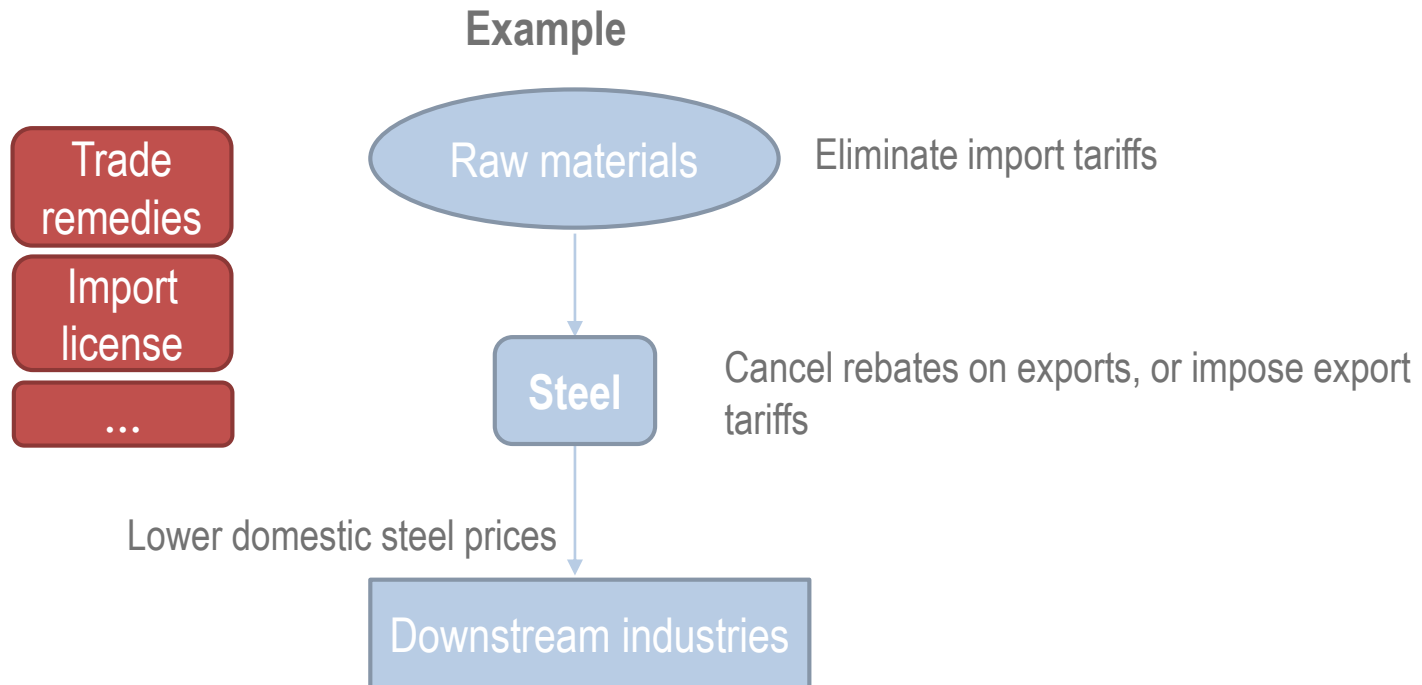 Example
Trade
remedies
Import
license
...
Raw materials
Eliminate import tariffs
Steel
Cancel rebates on exports, or impose export
tariffs
Lower domestic steel prices
Downstream industries